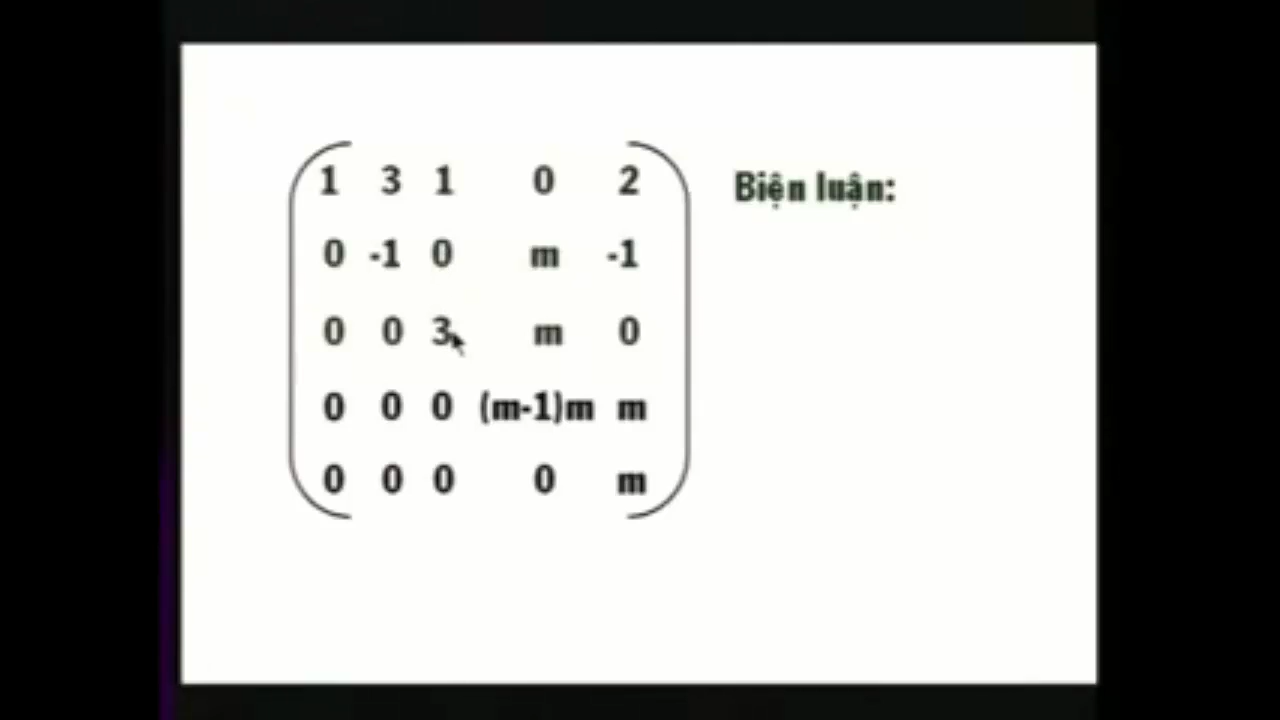 1 3 1 0 2
Biện luận:
0 -1 0 m -1
0 0 3 m 0
0 0 0 (m-1)m m
0 0 0 0 m